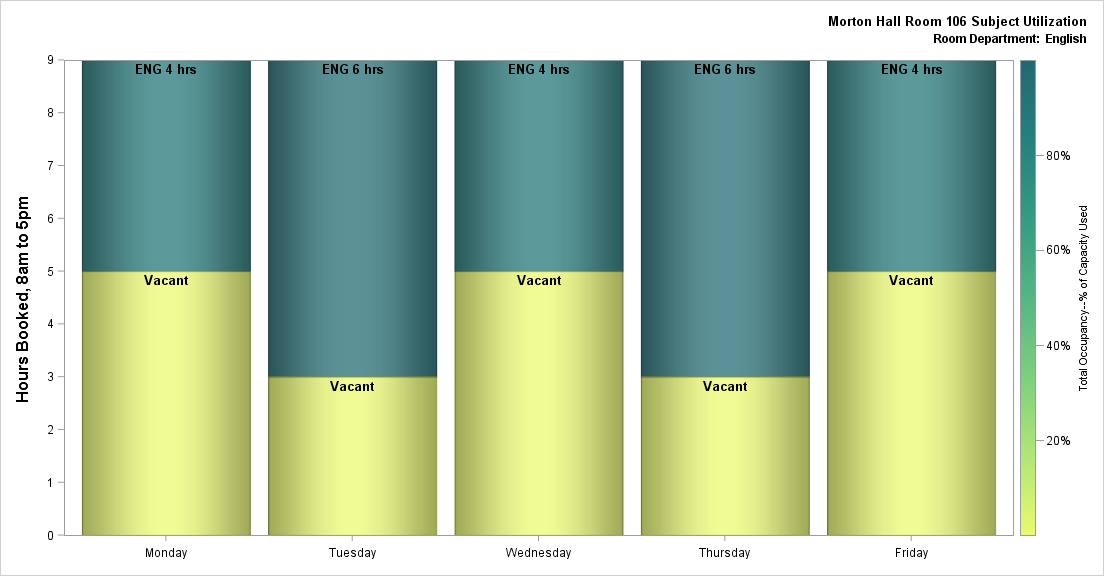 Morton Hall Room 106 Subject Utilization
Room Department: English
Hours Booked, 8am to 5pm
9
8
7
6
5
4
3
2
1
0
ENG 4 hrs
ENG 6 hrs
ENG 4 hrs
ENG 6 hrs
ENG 4 hrs
Vacant
Vacant
Vacant
Vacant
Vacant
Monday
Tuesday
Wednesday
Thursday
Friday
80%
60%
40%
20%
Total Occupancy--% of Capacity Used